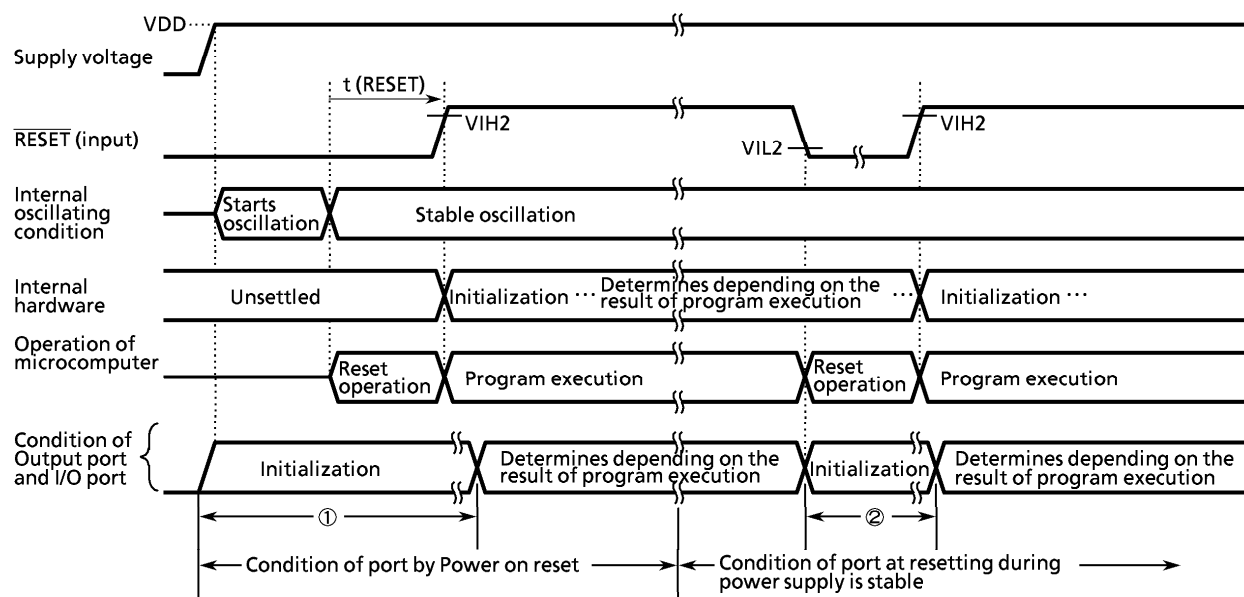 VDD
Supply voltage
t (RESET)
RESET (input)
VIH2
VIL2
VIH2
Internal
oscillating
condition
Starts
oscillation
Stable oscillation
Internal
hardware
Unsettled
Initialization ···
Determines depending on the
result of program execution
···
Initialization ···
Operation of
microcomputer
Reset
operation
Program execution
Reset
operation
Program execution
Condition of
Output port
and I/O port
Initialization
Determines depending on the
result of program execution
Initialization
Determines depending on the
result of program execution
①
②
Condition of port by Power on reset
Condition of port at resetting during
power supply is stable